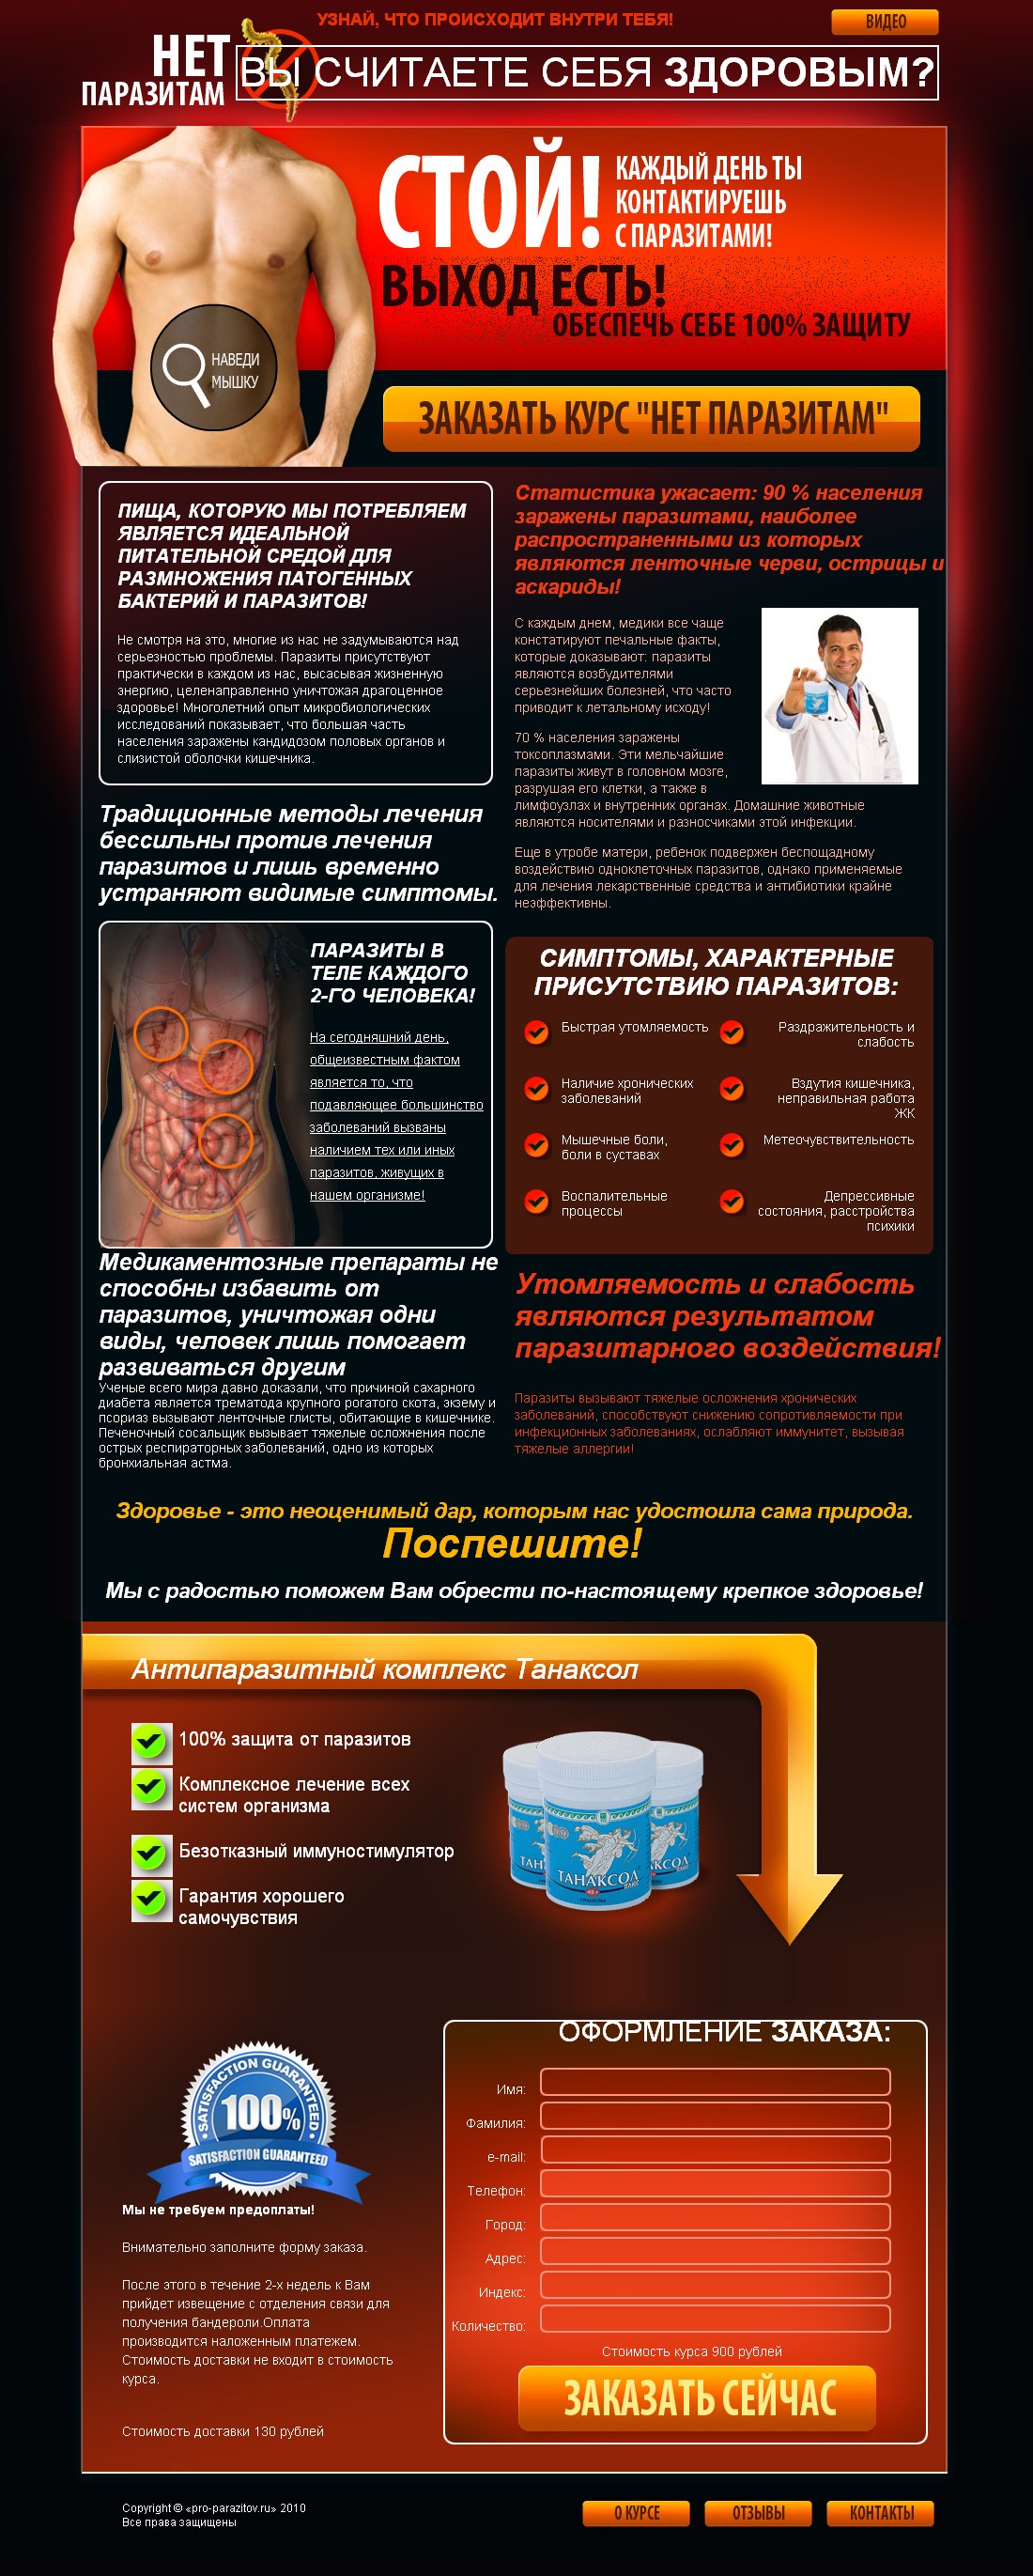 УЗНАЙ, ЧТО ПРОИСХОДИТ ВНУТРИ ТЕБЯ!
ВИДЕО
НЕТ
ПАРАЗИТАМ
ВЫ СЧИТАЕТЕ СЕБЯ ЗДОРОВЫМ?
СТОЙ!
КАЖДЫЙ ДЕНЬ ТЫ
КОНТАКТИРУЕШЬ
С ПАРАЗИТАМИ!
ВЫХОД ЕСТЬ!
ОБЕСПЕЧЬ СЕБЕ 100% ЗАЩИТУ
НАВЕДИ
МЫШКУ
ЗАКАЗАТЬ КУРС "НЕТ ПАРАЗИТАМ"
ПИЩА, КОТОРУЮ МЫ ПОТРЕБЛЯЕМ
ЯВЛЯЕТСЯ ИДЕАЛЬНОЙ
ПИТАТЕЛЬНОЙ СРЕДОЙ ДЛЯ
РАЗМНОЖЕНИЯ ПАТОГЕННЫХ
БАКТЕРИЙ И ПАРАЗИТОВ!
Не смотря на это, многие из нас не задумываются над
серьезностью проблемы. Паразиты присутствуют
практически в каждом из нас, высасывая жизненную
энергию, целенаправленно уничтожая драгоценное
здоровье! Многолетний опыт микробиологических
исследований показывает, что большая часть
населения заражены кандидозом половых органов и
слизистой оболочки кишечника.
Традиционные методы лечения
бессильны против лечения
паразитов и лишь временно
устраняют видимые симптомы.
ПАРАЗИТЫ В
ТЕЛЕ КАЖДОГО
2-ГО ЧЕЛОВЕКА!
На сегодняшний день,
общеизвестным фактом
является то, что
подавляющее большинство
заболеваний вызваны
наличием тех или иных
паразитов, живущих в
нашем организме!
Медикаментозные препараты не
способны избавить от
паразитов, уничтожая одни
виды, человек лишь помогает
развиваться другим
Ученые всего мира давно доказали, что причиной сахарного
диабета является трематода крупного рогатого скота, экзему и
псориаз вызывают ленточные глисты, обитающие в кишечнике.
Печеночный сосальщик вызывает тяжелые осложнения после
острых респираторных заболеваний, одно из которых
бронхиальная астма.
Статистика ужасает: 90 % населения
заражены паразитами, наиболее
распространенными из которых
являются ленточные черви, острицы и
аскариды!
С каждым днем, медики все чаще
констатируют печальные факты,
которые доказывают: паразиты
являются возбудителями
серьезнейших болезней, что часто
приводит к летальному исходу!
70 % населения заражены
токсоплазмами. Эти мельчайшие
паразиты живут в головном мозге,
разрушая его клетки, а также в
лимфоузлах и внутренних органах. Домашние животные
являются носителями и разносчиками этой инфекции.
Еще в утробе матери, ребенок подвержен беспощадному
воздействию одноклеточных паразитов, однако применяемые
для лечения лекарственные средства и антибиотики крайне
неэффективны.
СИМПТОМЫ, ХАРАКТЕРНЫЕ
ПРИСУТСТВИЮ ПАРАЗИТОВ:
Быстрая утомляемость
Раздражительность и
слабость
Наличие хронических
заболеваний
Вздутия кишечника,
неправильная работа
ЖК
Мышечные боли,
боли в суставах
Метеочувствительность
Воспалительные
процессы
Депрессивные
состояния, расстройства
психики
Утомляемость и слабость
являются результатом
паразитарного воздействия!
Паразиты вызывают тяжелые осложнения хронических
заболеваний, способствуют снижению сопротивляемости при
инфекционных заболеваниях, ослабляют иммунитет, вызывая
тяжелые аллергии!
Здоровье - это неоценимый дар, которым нас удостоила сама природа.
Поспешите!
Мы с радостью поможем Вам обрести по-настоящему крепкое здоровье!
Антипаразитный комплекс Танаксол
100% защита от паразитов
Комплексное лечение всех
систем организма
Безотказный иммуностимулятор
Гарантия хорошего
самочувствия
ТАНАКСОЛ
SATISFACTION GUARANTEED
100%
SATISFACTION GUARANTEED
Мы не требуем предоплаты!
Внимательно заполните форму заказа.
После этого в течение 2-х недель к Вам
прийдет извещение с отделения связи для
получения бандероли.Оплата
производится наложенным платежем.
Стоимость доставки не входит в стоимость
курса.
Стоимость доставки 130 рублей
ОФОРМЛЕНИЕ ЗАКАЗА:
Имя:
Фамилия:
e-mail:
Телефон:
Город:
Адрес:
Индекс:
Количество:
Стоимость курса 900 рублей
ЗАКАЗАТЬ СЕЙЧАС
Copyright © «pro-parazitov.ru» 2010
Все права защищены
О КУРСЕ
ОТЗЫВЫ
КОНТАКТЫ